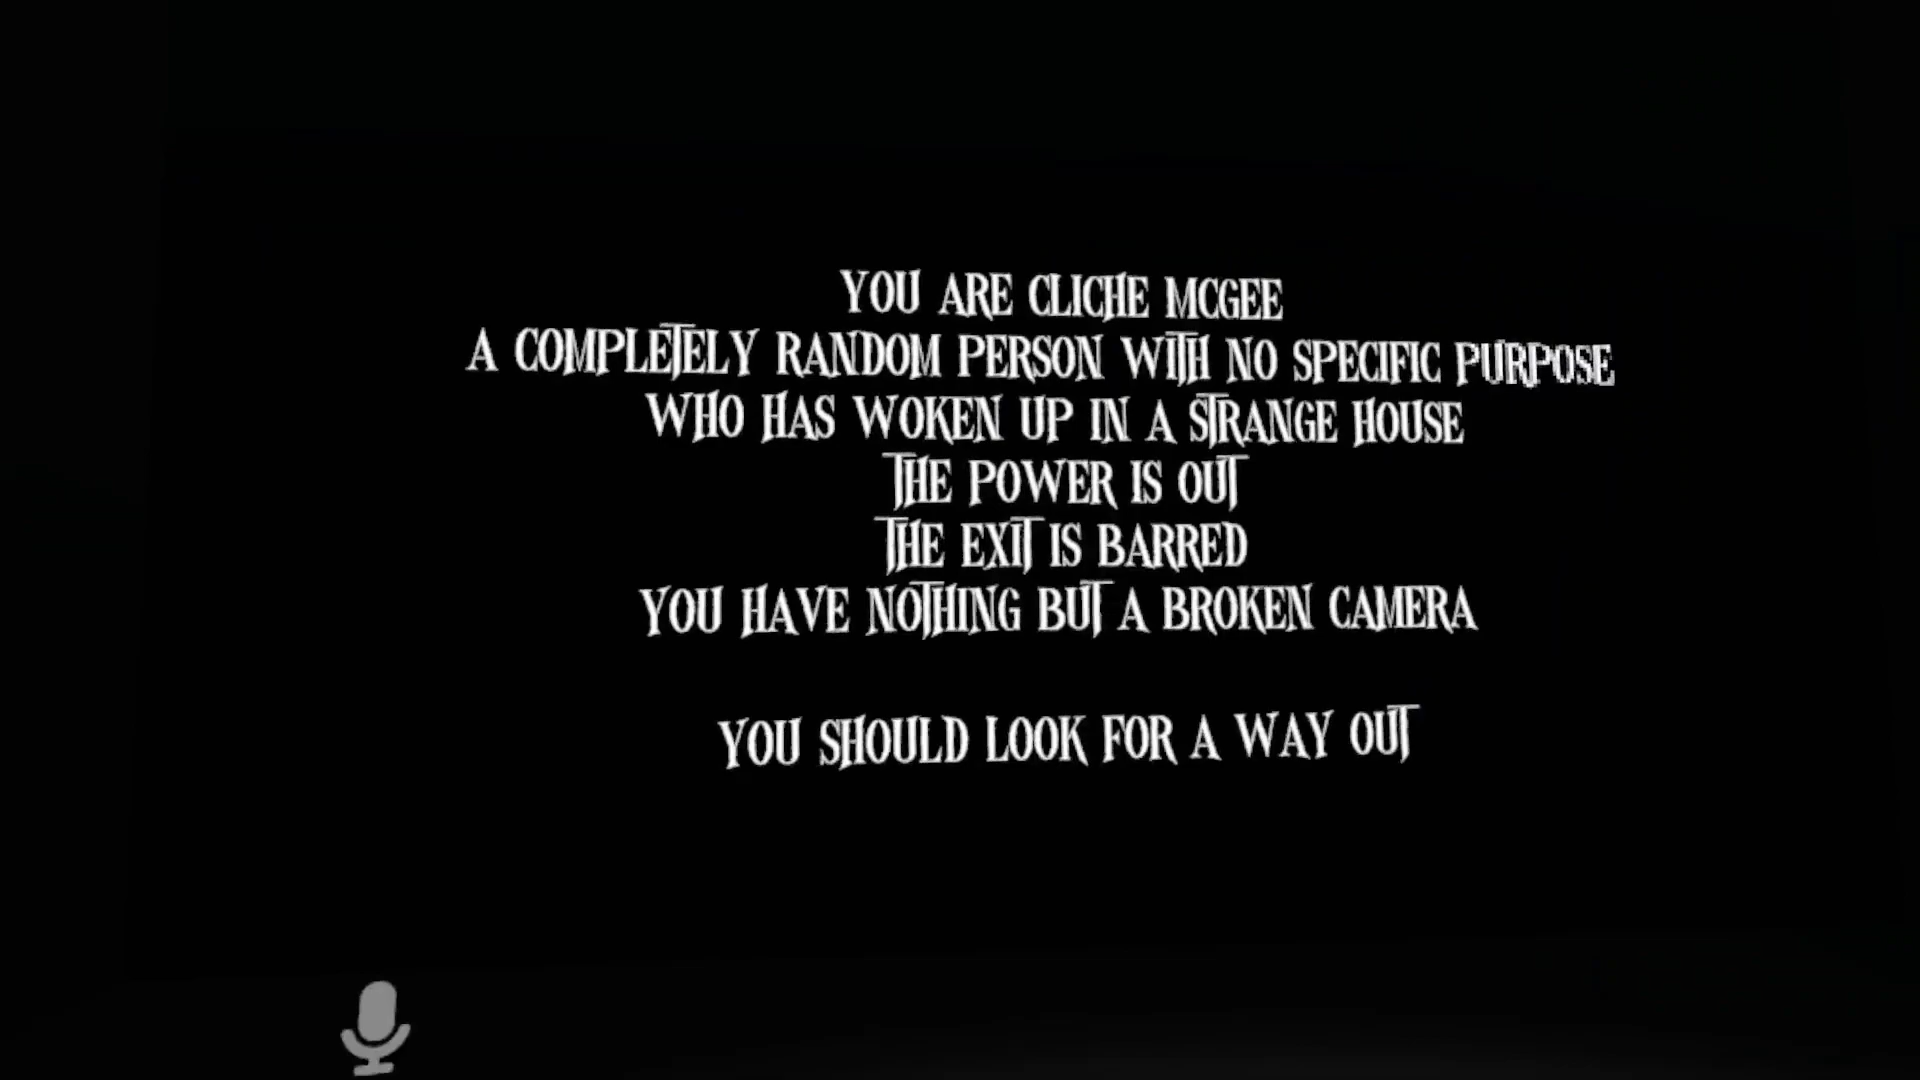 YOU ARE CLICHE MCGEE
A COMPLETELY RANDOM PERSON WITH NO SPECIFIC PURPOSE
WHO HAS WOKEN UP IN A STRANGE HOUSE
THE POWER IS OUT
THE EXIT IS BARRED
YOU HAVE NOTHING BUT A BROKEN CAMERA
YOU SHOULD LOOK FOR A WAY OUT